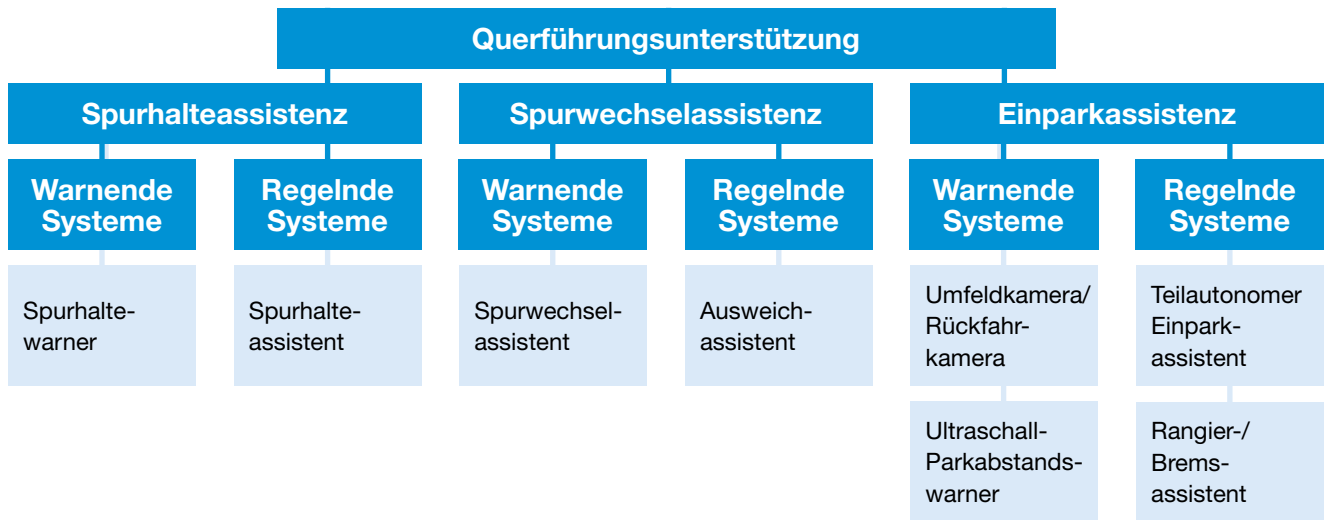 Querführungsunterstützung
Spurhalteassistenz
Spurwechselassistenz
Einparkassistenz
Warnende
Systeme
Regelnde
Systeme
Warnende
Systeme
Regelnde
Systeme
Warnende
Systeme
Regelnde
Systeme
Spurhalte-
warner
Spurhalte-
assistent
Spurwechsel-
assistent
Ausweich-
assistent
Umfeldkamera/
Rückfahr-
kamera
Teilautonomer
Einpark-
assistent
Ultraschall-
Parkabstands-
warner
Rangier-/
Brems-
assistent